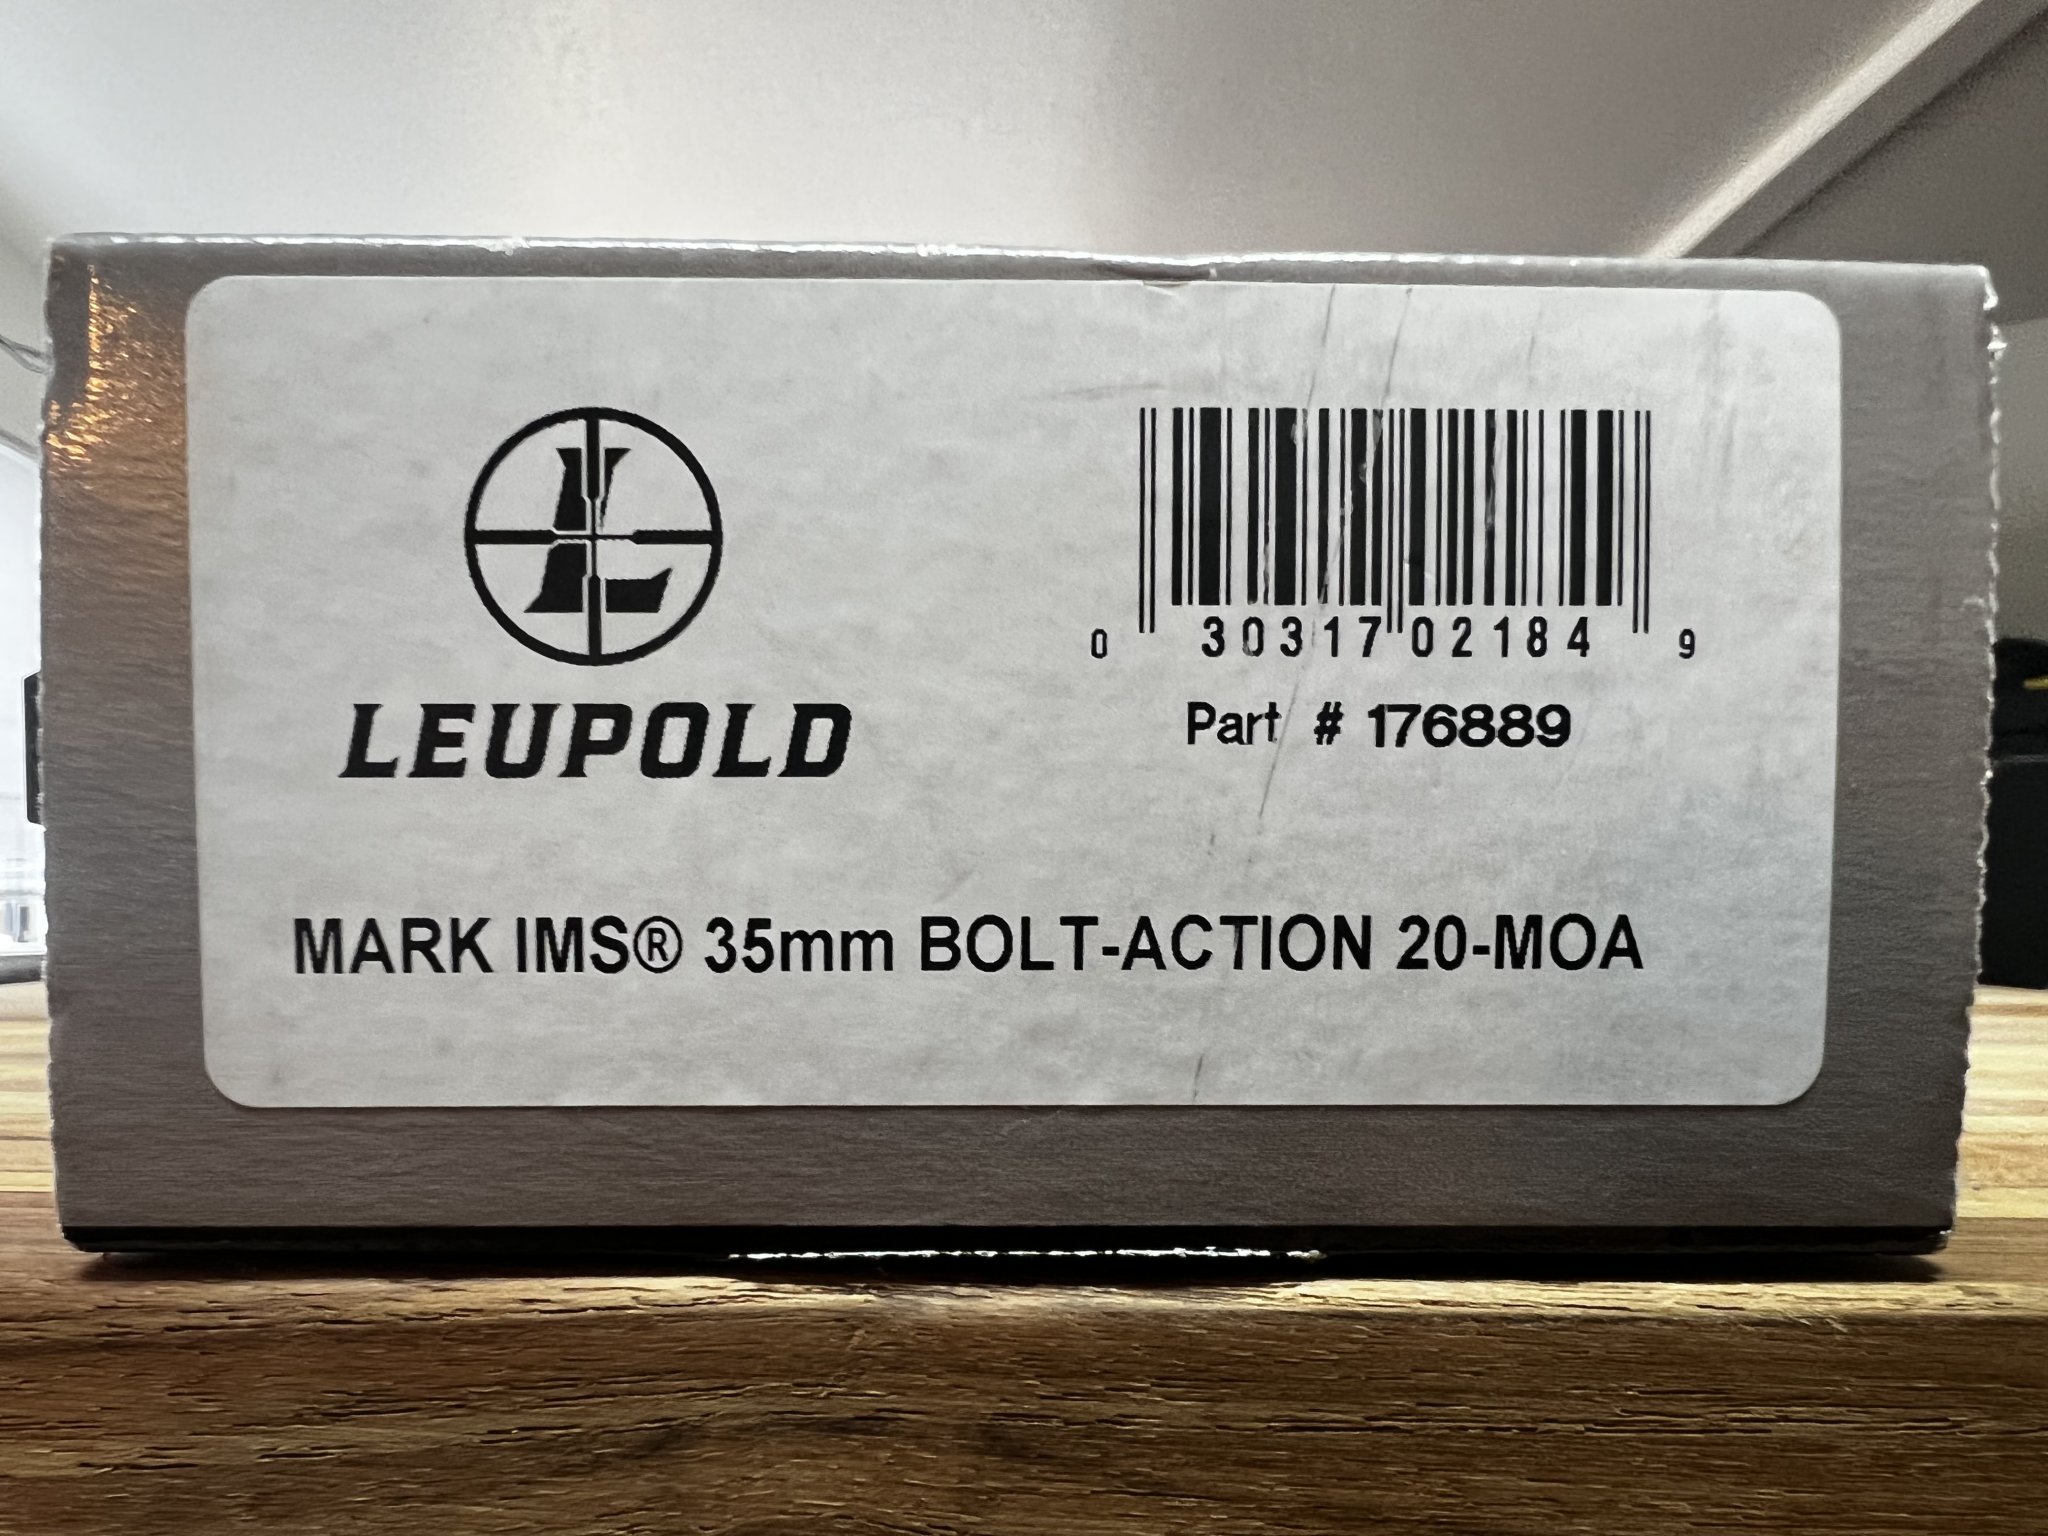 L
LEUPOLD
0 30317 02184 9
Part # 176889
MARK IMS® 35mm BOLT-ACTION 20-MOA